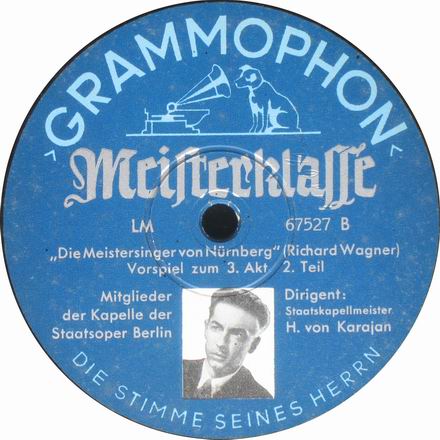 GRAMMOPHON
Meisterklasse
LM 67527 B
„Die Meistersinger von Nürnberg“ (Richard Wagner)
Vorspiel zum 3. Akt 2. Teil
Mitglieder
der Kapelle der
Staatsoper Berlin
Dirigent:
Staatskapellmeister
H. von Karajan
DIE STIMME SEINES HERRN